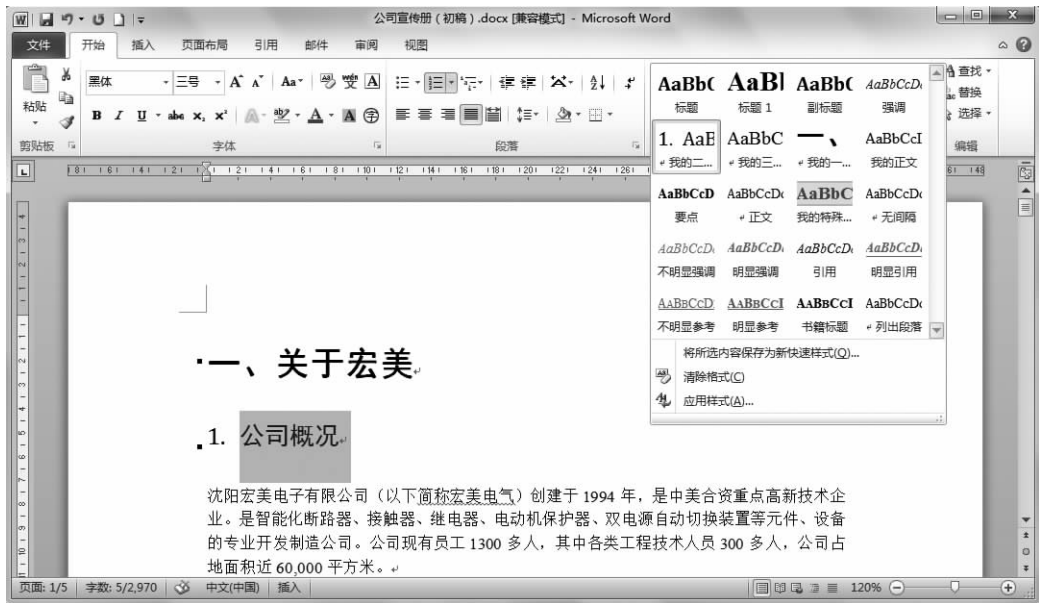 公司宣传册（初稿）.docx [兼容模式] - Microsoft Word
文件 开始 插入 页面布局 引用 邮件 审阅 视图
粘贴
剪贴板
黑体 三号
字体
段落
AaBb( AaBl AaBb( AaBbCcD
标题 标题 1 副标题 强调
1. AaE AaBbC 一、 AaBbCcI
我的二... 我的三... 我的一... 我的正文
AaBbCcD AaBbCcD AaBbC AaBbCcD
要点 正文 我的特殊... 无间隔
AaBbCcD AaBbCcD AaBbCcD AaBbCcD
不明显强调 明显强调 引用 明显引用
AABBCCD AABBCCI AABBCCI AaBbCcD
不明显参考 明显参考 书籍标题 列出段落
将所选内容保存为新快速样式(Q)...
清除格式(C)
应用样式(A)...
查找
替换
选择
编辑
一、关于宏美
1. 公司概况
沈阳宏美电子有限公司（以下简称宏美电气）创建于 1994 年，是中美合资重点高新技术企
业。是智能化断路器、接触器、继电器、电动机保护器、双电源自动切换装置等元件、设备
的专业开发制造公司。公司现有员工 1300 多人，其中各类工程技术人员 300 多人，公司占
地面积近 60,000 平方米。
页面: 1/5 字数: 5/2,970 中文(中国) 插入 120%